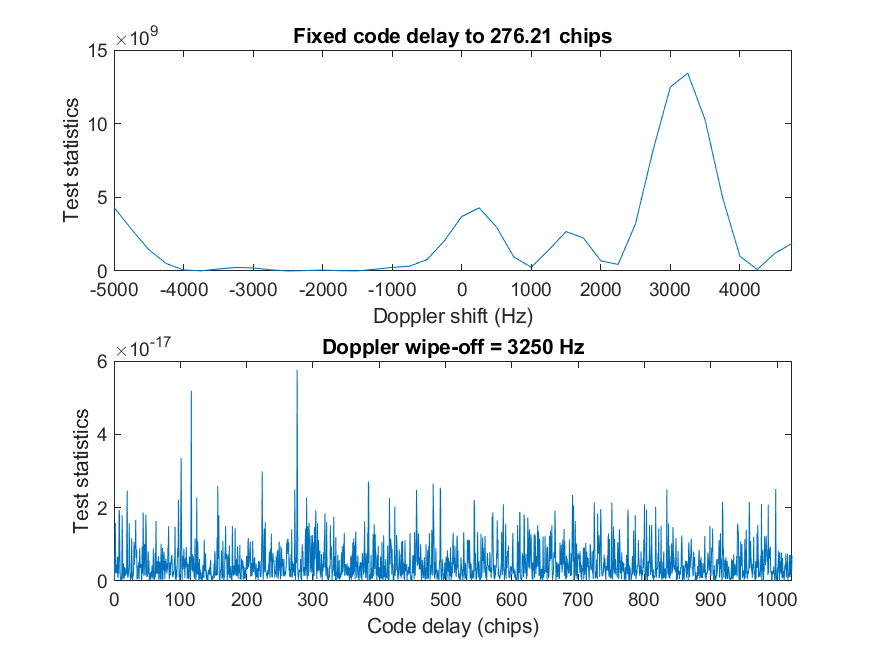 Fixed code delay to 276.21 chips
×10^9
15
10
5
0
Test statistics
-5000 -4000 -3000 -2000 -1000 0 1000 2000 3000 4000
Doppler shift (Hz)
Doppler wipe-off = 3250 Hz
×10^-17
6
4
2
0
Test statistics
0 100 200 300 400 500 600 700 800 900 1000
Code delay (chips)